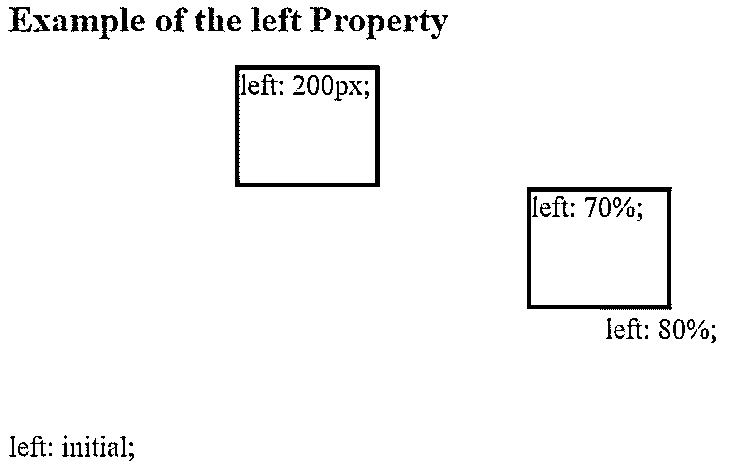 Example of the left Property
left: 200px;
left: 70%;
left: 80%;
left: initial;